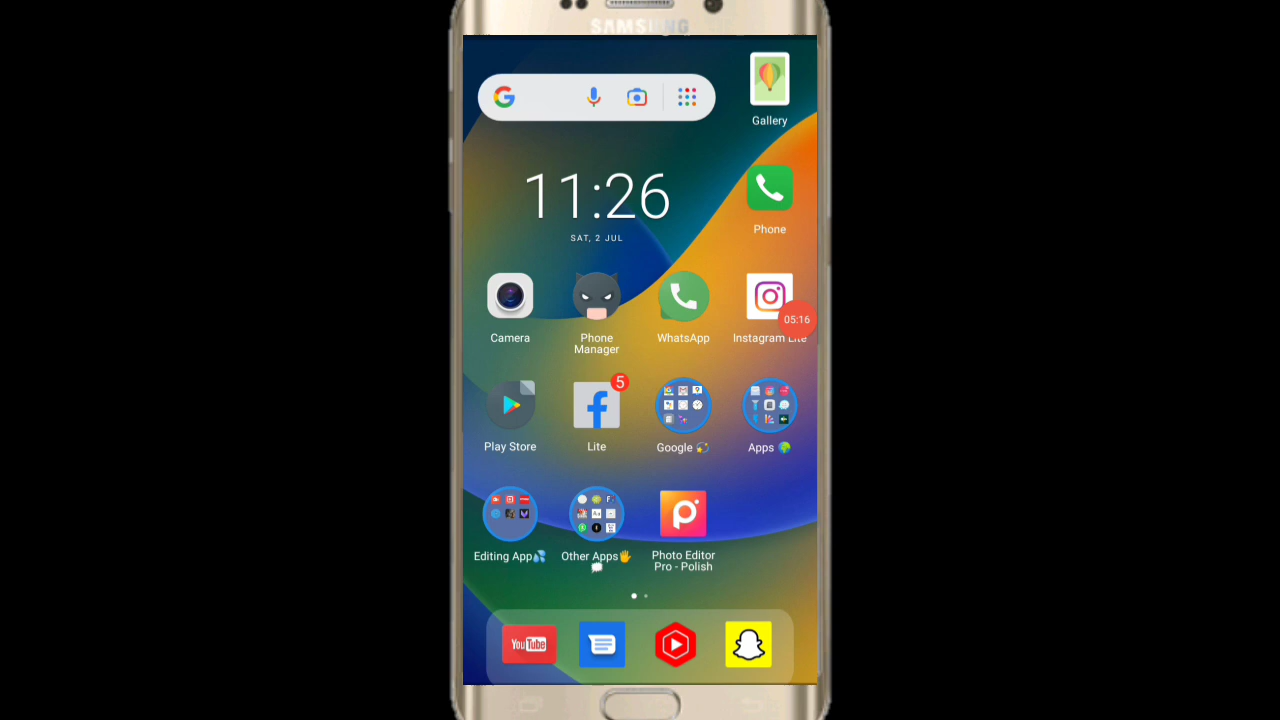 SAMSUNG
Gallery
11:26
SAT, 2 JUL
Phone
Camera
Phone
Manager
WhatsApp
Instagram Lite
05:16
Play Store
5
Lite
Google 💫
Apps 🌍
Editing App💦
Other Apps🖐
💭
Photo Editor
Pro - Polish
YouTube